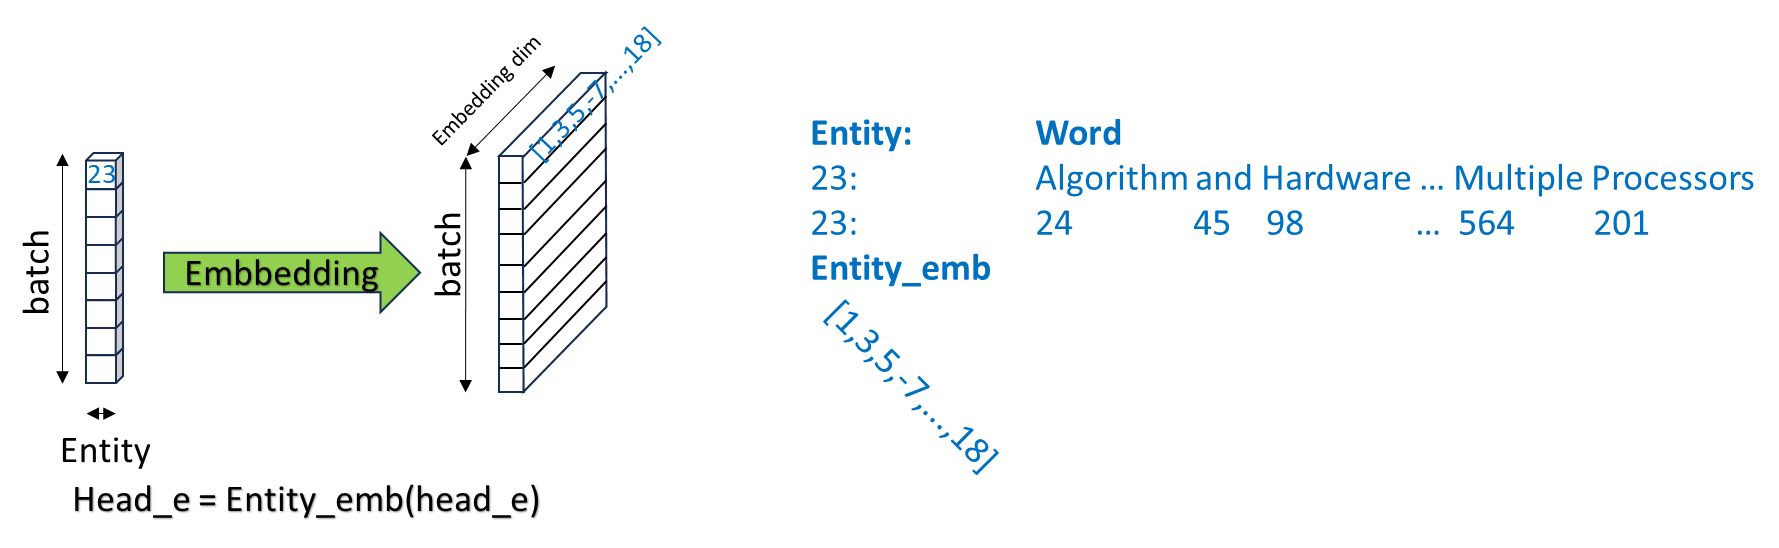 Embedding dim
[1,3,5,-7,...,18]
23
batch
Embbedding
batch
Entity
Head_e = Entity_emb(head_e)
Entity: Word
23: Algorithm and Hardware ... Multiple Processors
23: 24 45 98 ... 564 201
Entity_emb
[1,3,5,-7,...,18]